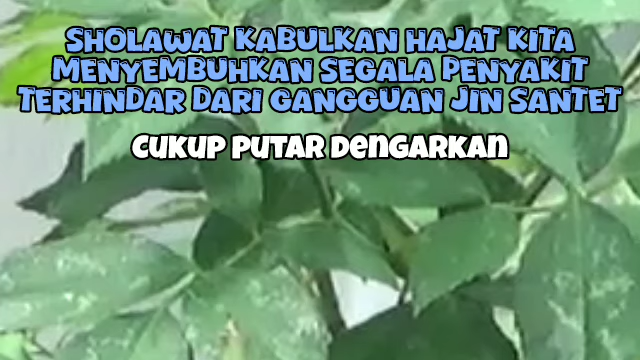 SHOLAWAT KABULKAN HAJAT KITA
MENYEMBUHKAN SEGALA PENYAKIT
TERHINDAR DARI GANGGUAN JIN SANTET
CUKUP PUTAR DENGARKAN